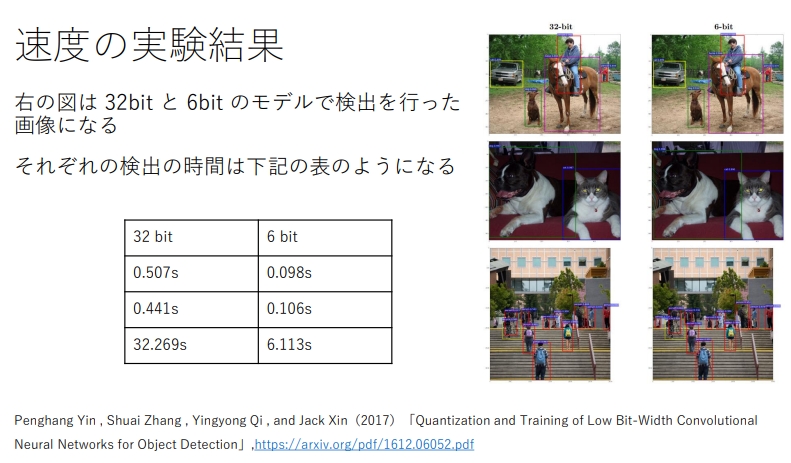 速度の実験結果
右の図は 32bit と 6bit のモデルで検出を行った
画像になる
それぞれの検出の時間は下記の表のようになる
32 bit 6 bit
0.507s 0.098s
0.441s 0.106s
32.269s 6.113s
32-bit 6-bit
Penghang Yin , Shuai Zhang , Yingyong Qi , and Jack Xin（2017）「Quantization and Training of Low Bit-Width Convolutional
Neural Networks for Object Detection」,https://arxiv.org/pdf/1612.06052.pdf